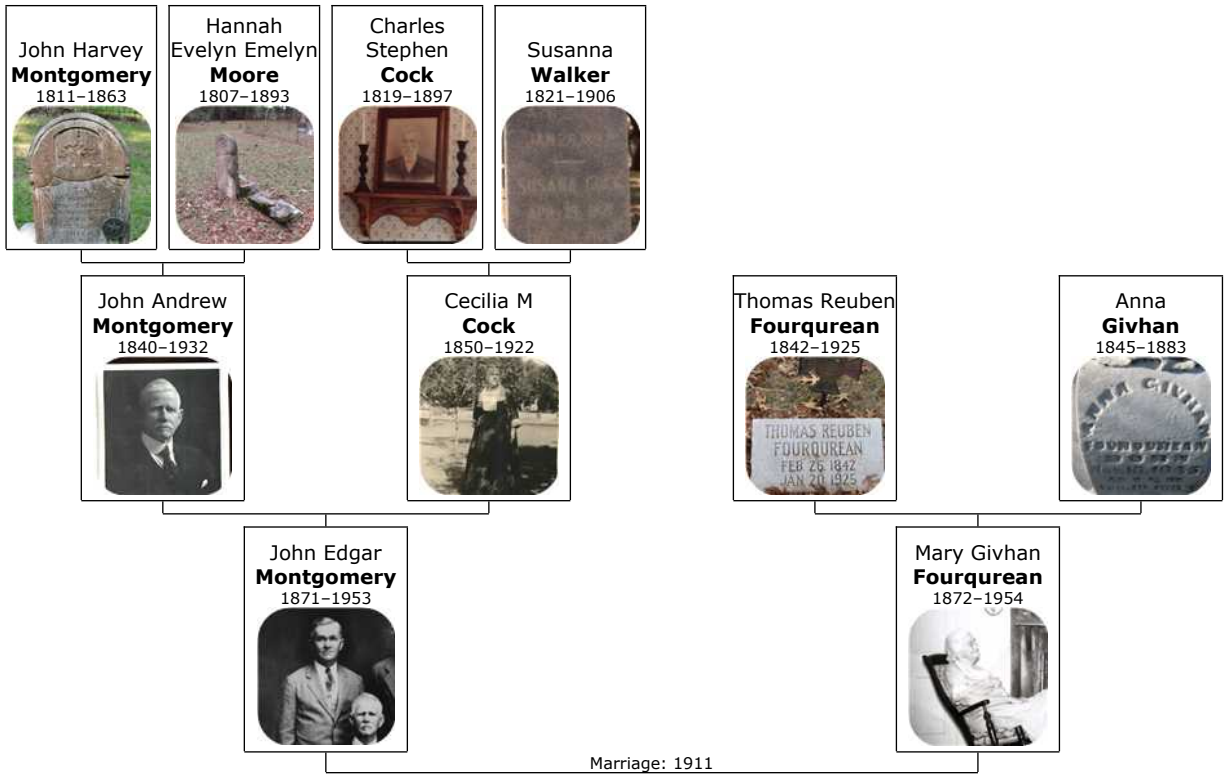 John Harvey
Montgomery
1811–1863
Hannah
Evelyn Emelyn
Moore
1807–1893
Charles
Stephen
Cock
1819–1897
Susanna
Walker
1821–1906
SUSANA COCK
John Andrew
Montgomery
1840–1932
Cecilia M
Cock
1850–1922
Thomas Reuben
Fourqurean
1842–1925
THOMAS REUBEN
FOURQUREAN
FEB 26 1842
JAN 20 1925
Anna
Givhan
1845–1883
ANNA GIVHAN
FOURQUREAN
BORN
John Edgar
Montgomery
1871–1953
Mary Givhan
Fourqurean
1872–1954
Marriage: 1911